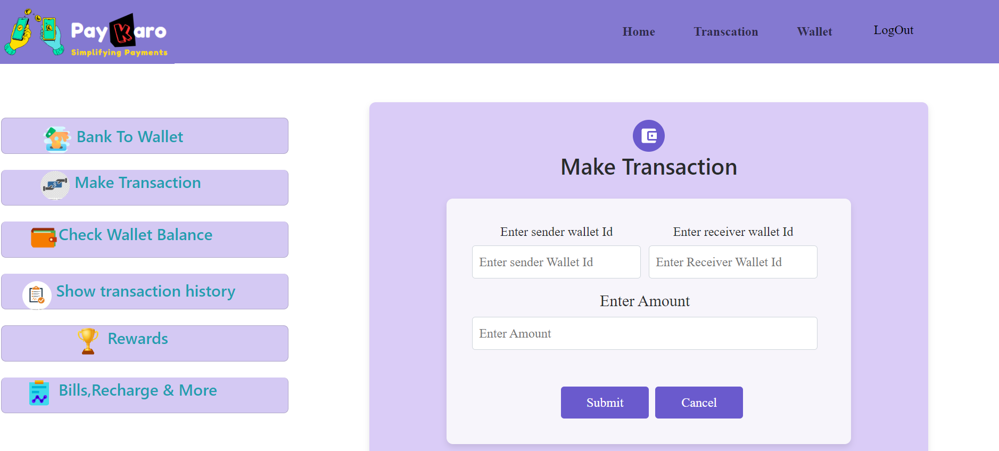 PayKaro
Simplifying Payments
Home
Transcation
Wallet
LogOut
Bank To Wallet
Make Transaction
Check Wallet Balance
Show transaction history
Rewards
Bills,Recharge & More
Make Transaction
Enter sender wallet Id
Enter receiver wallet Id
Enter sender Wallet Id
Enter Receiver Wallet Id
Enter Amount
Enter Amount
Submit
Cancel